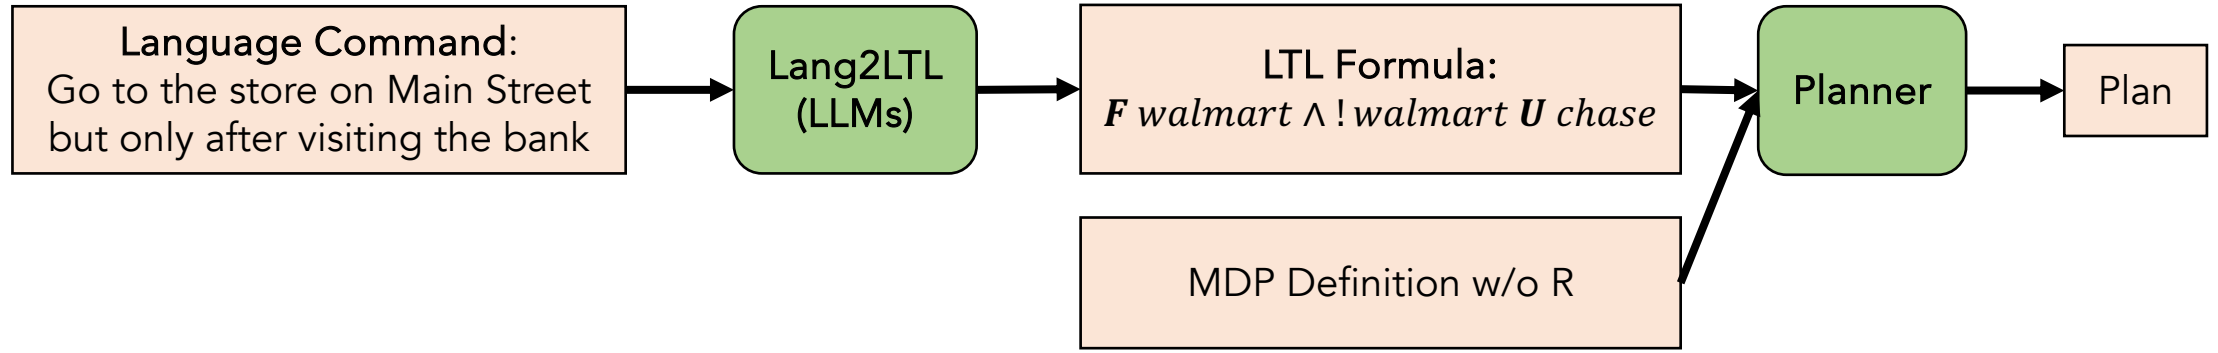 Language Command:
Go to the store on Main Street
but only after visiting the bank
Lang2LTL
(LLMs)
LTL Formula:
F walmart ∧ ! walmart U chase
Planner
Plan
MDP Definition w/o R